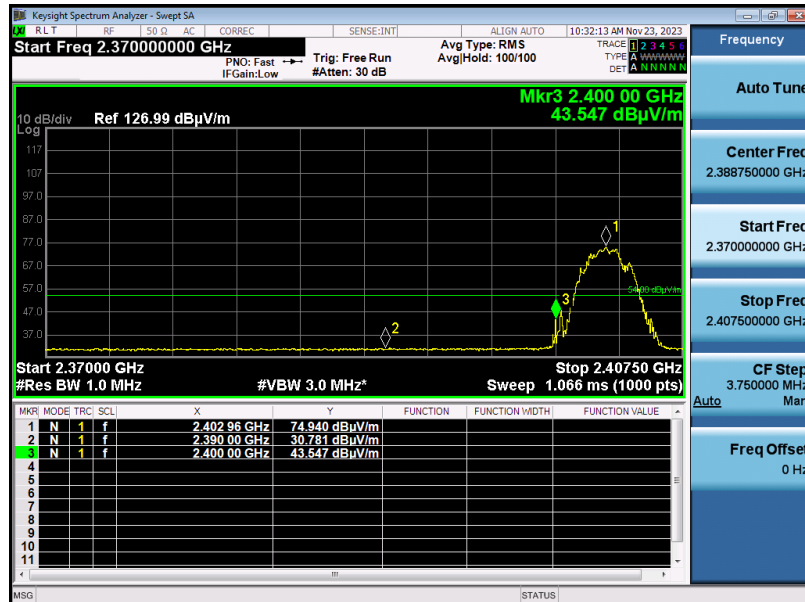 Keysight Spectrum Analyzer - Swept SA
LXI RLT RF 50 Ω AC CORREC SENSE:INT ALIGN AUTO 10:32:13 AM Nov 23, 2023
Start Freq 2.370000000 GHz
PNO: Fast
IFGain:Low
Trig: Free Run
#Atten: 30 dB
Avg Type: RMS
Avg|Hold: 100/100
TRACE 1 2 3 4 5 6
TYPE A WWWWW
DET A N N N N N
Mkr3 2.400 00 GHz
43.547 dBµV/m
10 dB/div Ref 126.99 dBµV/m
Log
117
107
97.0
87.0
77.0
67.0
57.0
47.0
37.0
1
2
3
54.00 dBµV/m
Start 2.37000 GHz Stop 2.40750 GHz
#Res BW 1.0 MHz #VBW 3.0 MHz* Sweep 1.066 ms (1000 pts)
MKR MODE TRC SCL X Y FUNCTION FUNCTION WIDTH FUNCTION VALUE
1 N 1 f 2.402 96 GHz 74.940 dBµV/m
2 N 1 f 2.390 00 GHz 30.781 dBµV/m
3 N 1 f 2.400 00 GHz 43.547 dBµV/m
4
5
6
7
8
9
10
11
MSG STATUS
Frequency
Auto Tune
Center Freq
2.388750000 GHz
Start Freq
2.370000000 GHz
Stop Freq
2.407500000 GHz
CF Step
3.750000 MHz
Auto Man
Freq Offset
0 Hz